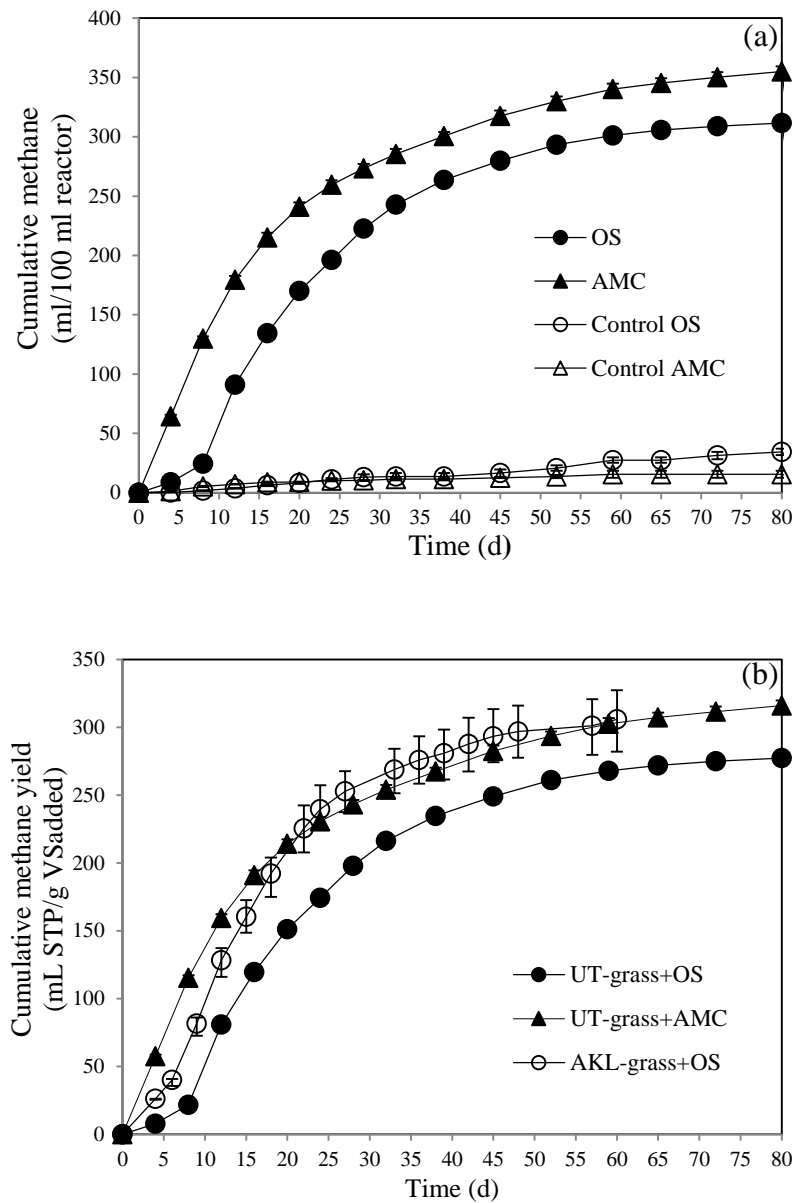 (a)
400
350
300
250
200
150
100
50
0
Cumulative methane
(ml/100 ml reactor)
OS
AMC
Control OS
Control AMC
0 5 10 15 20 25 30 35 40 45 50 55 60 65 70 75 80
Time (d)
(b)
350
300
250
200
150
100
50
0
Cumulative methane yield
(mL STP/g VSadded)
UT-grass+OS
UT-grass+AMC
AKL-grass+OS
0 5 10 15 20 25 30 35 40 45 50 55 60 65 70 75 80
Time (d)